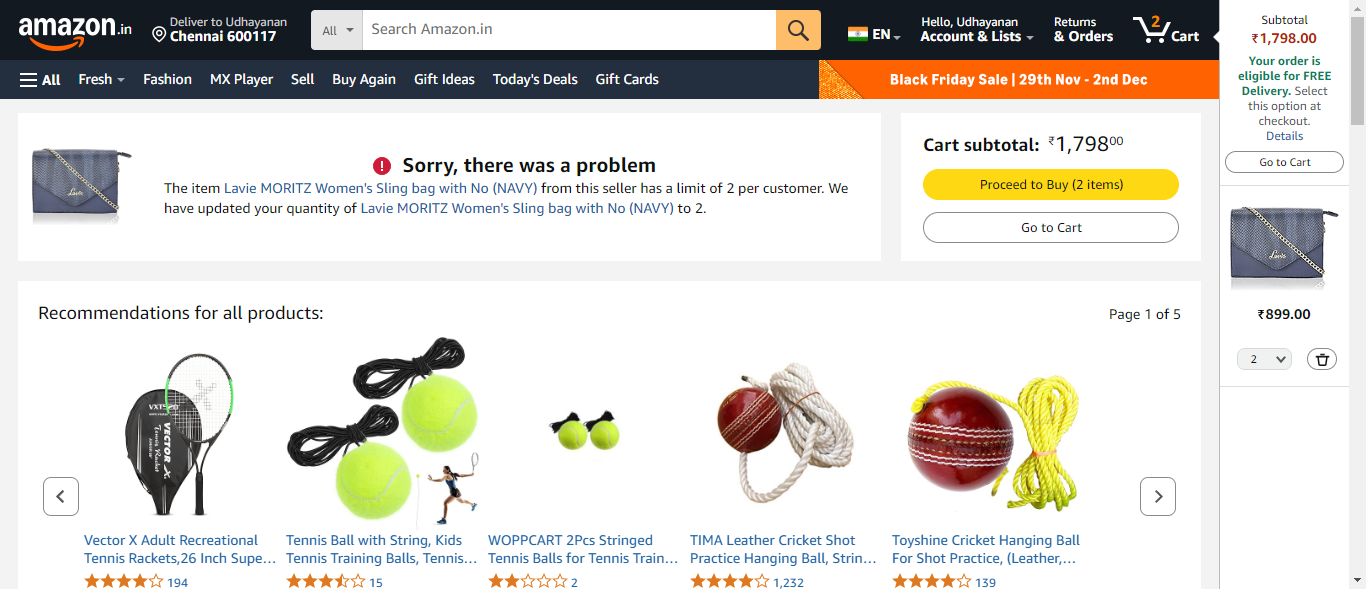 amazon.in
Deliver to Udhayanan
Chennai 600117
All
Search Amazon.in
EN
Hello, Udhayanan
Account & Lists
Returns
& Orders
2
Cart
All
Fresh
Fashion
MX Player
Sell
Buy Again
Gift Ideas
Today's Deals
Gift Cards
Black Friday Sale | 29th Nov - 2nd Dec
Sorry, there was a problem
The item Lavie MORITZ Women's Sling bag with No (NAVY) from this seller has a limit of 2 per customer. We
have updated your quantity of Lavie MORITZ Women's Sling bag with No (NAVY) to 2.
Lavie
Cart subtotal: ₹1,79800
Proceed to Buy (2 items)
Go to Cart
Recommendations for all products:
Page 1 of 5
VECTOR X
Tennis Racket
Vector X Adult Recreational
Tennis Rackets,26 Inch Supe...
194
Tennis Ball with String, Kids
Tennis Training Balls, Tennis...
15
WOPPCART 2Pcs Stringed
Tennis Balls for Tennis Train...
2
TIMA Leather Cricket Shot
Practice Hanging Ball, Strin...
1,232
Toyshine Cricket Hanging Ball
For Shot Practice, (Leather,...
139
Subtotal
₹1,798.00
Your order is
eligible for FREE
Delivery. Select
this option at
checkout.
Details
Go to Cart
Lavie
₹899.00
2